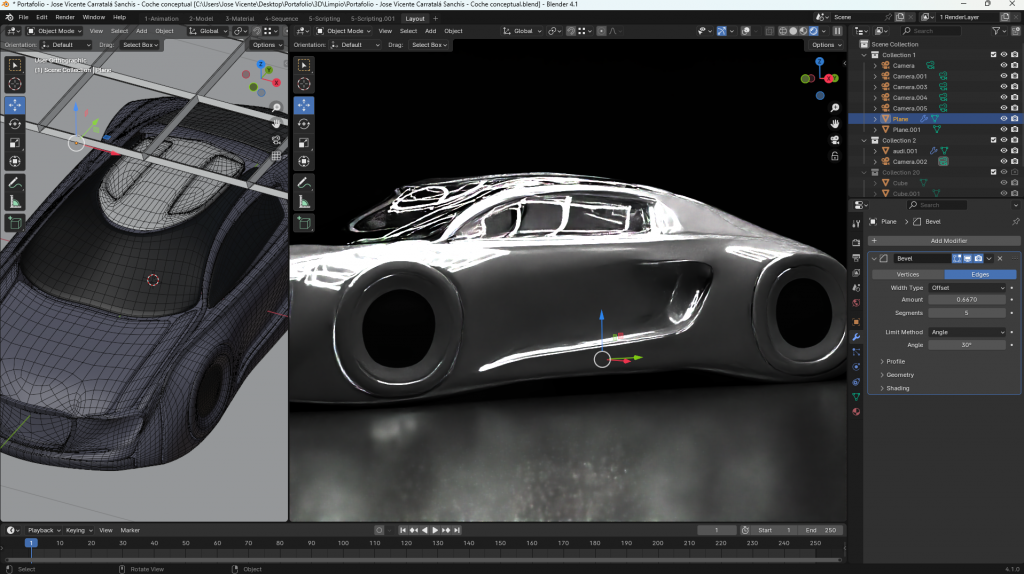 * Portafolio - Jose Vicente Carratalá Sanchis - Coche conceptual [C:\Users\Jose Vicente\Desktop\Portafolio\3D\Limpio\Portafolio - Jose Vicente Carratalá Sanchis - Coche conceptual.blend] - Blender 4.1
File Edit Render Window Help 1-Animation 2-Model 3-Material 4-Sequence 5-Scripting 5-Scripting.001 Layout + Scene 1 RenderLayer
Object Mode View Select Add Object Global
Object Mode View Select Add Object Global
Search
Orientation: Default Drag: Select Box Options
Orientation: Default Drag: Select Box Options
User Orthographic
(1) Scene Collection | Plane
Scene Collection
Collection 1
Camera
Camera.001
Camera.003
Camera.004
Camera.005
Plane
Plane.001
Collection 2
audi.001
Camera.002
Collection 20
Cube
Cube.001
Search
Plane > Bevel
+ Add Modifier
Bevel
Vertices Edges
Width Type Offset
Amount 0.6670
Segments 5
Limit Method Angle
Angle 30°
Profile
Geometry
Shading
Playback Keying View Marker 1 Start 1 End 250
1 10 20 30 40 50 60 70 80 90 100 110 120 130 140 150 160 170 180 190 200 210 220 230 240 250
Select Rotate View Object 4.1.0